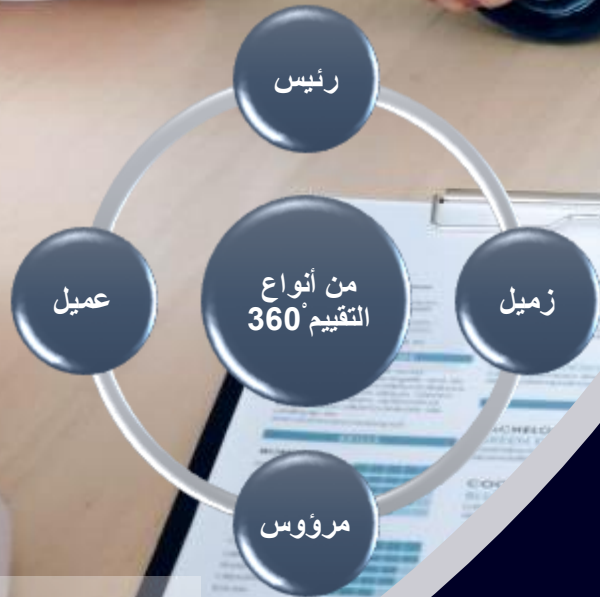 رئيس
من أنواع
التقييم 360°
زميل
عميل
مرؤوس